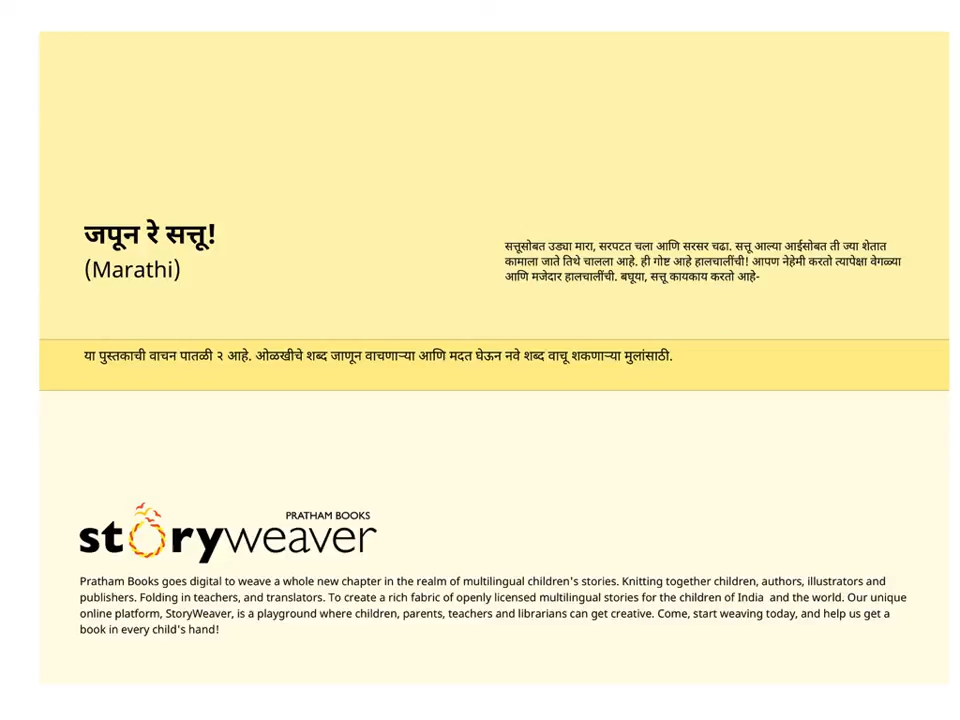 जपून रे सत्तू!
(Marathi)
सत्तूसोबत उड्या मारा, सरपटत चला आणि सरसर चढा. सत्तू आल्या आईसोबत ती ज्या शेतात
कामाला जाते तिथे चालला आहे. ही गोष्ट आहे हालचालींची! आपण नेहेमी करतो त्यापेक्षा वेगळ्या
आणि मजेदार हालचालींची. बघूया, सत्तू कायकाय करतो आहे-
या पुस्तकाची वाचन पातळी २ आहे. ओळखीचे शब्द जाणून वाचणाऱ्या आणि मदत घेऊन नवे शब्द वाचू शकणाऱ्या मुलांसाठी.
PRATHAM BOOKS
storyweaver
Pratham Books goes digital to weave a whole new chapter in the realm of multilingual children's stories. Knitting together children, authors, illustrators and
publishers. Folding in teachers, and translators. To create a rich fabric of openly licensed multilingual stories for the children of India and the world. Our unique
online platform, StoryWeaver, is a playground where children, parents, teachers and librarians can get creative. Come, start weaving today, and help us get a
book in every child's hand!